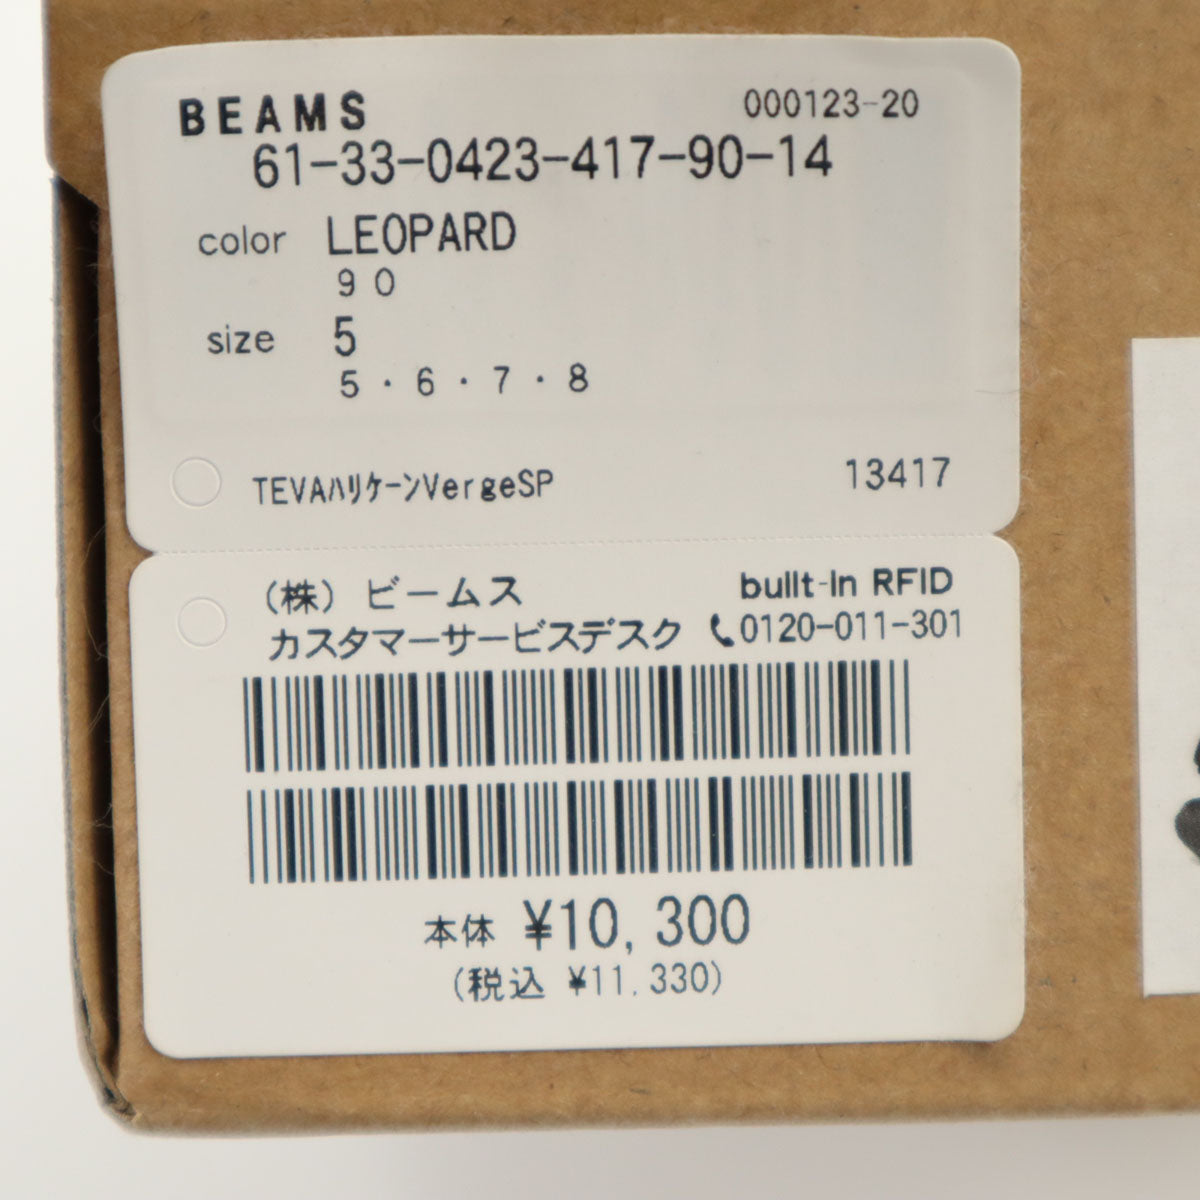 BEAMS 000123-20
61-33-0423-417-90-14
color LEOPARD
90
size 5
5・6・7・8
TEVAハリケーンVergeSP 13417
(株) ビームス built-in RFID
カスタマーサービスデスク 0120-011-301
本体 ¥10,300
(税込 ¥11,330)